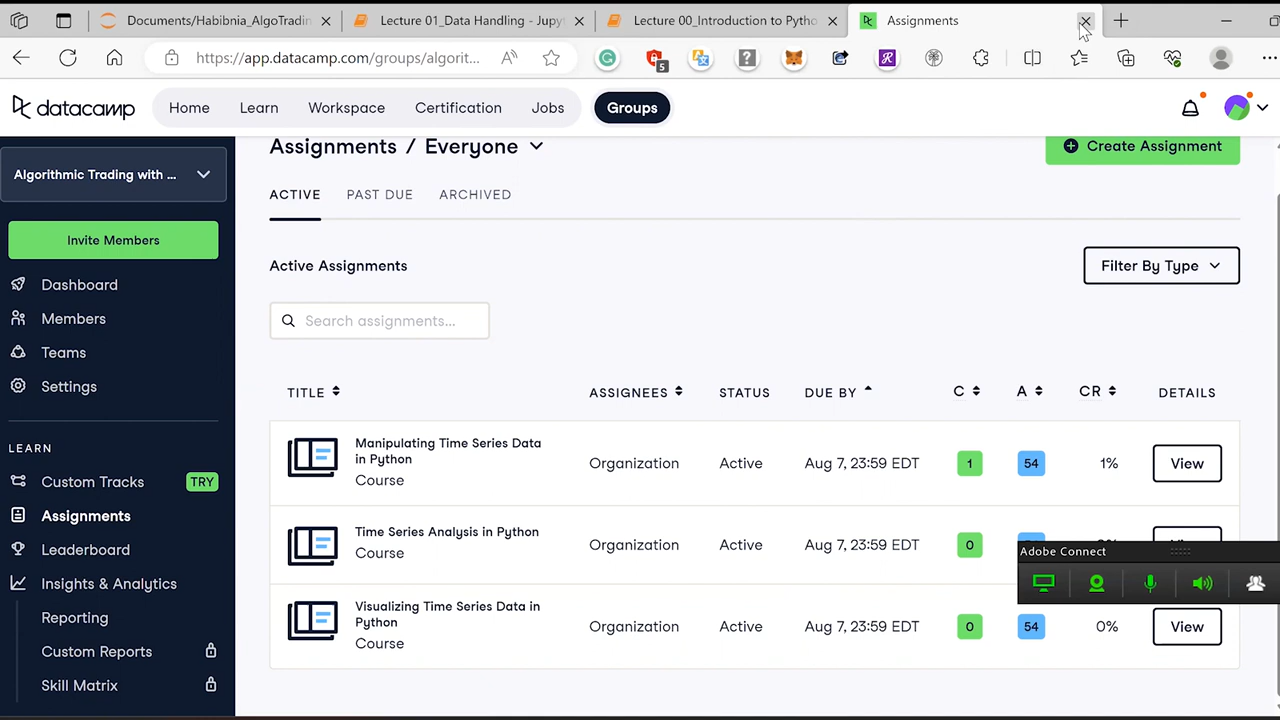 Documents/Habibnia_AlgoTradin
Lecture 01_Data Handling - Jupyt
Lecture 00_Introduction to Pytho
Assignments
https://app.datacamp.com/groups/algorit...
5
datacamp
Home
Learn
Workspace
Certification
Jobs
Groups
Algorithmic Trading with ...
Invite Members
Dashboard
Members
Teams
Settings
LEARN
Custom Tracks
TRY
Assignments
Leaderboard
Insights & Analytics
Reporting
Custom Reports
Skill Matrix
Assignments / Everyone
Create Assignment
ACTIVE
PAST DUE
ARCHIVED
Active Assignments
Filter By Type
Search assignments...
TITLE ASSIGNEES STATUS DUE BY C A CR DETAILS
Manipulating Time Series Data
in Python
Course
Organization Active Aug 7, 23:59 EDT 1 54 1% View
Time Series Analysis in Python
Course
Organization Active Aug 7, 23:59 EDT 0
Adobe Connect
Visualizing Time Series Data in
Python
Course
Organization Active Aug 7, 23:59 EDT 0 54 0% View